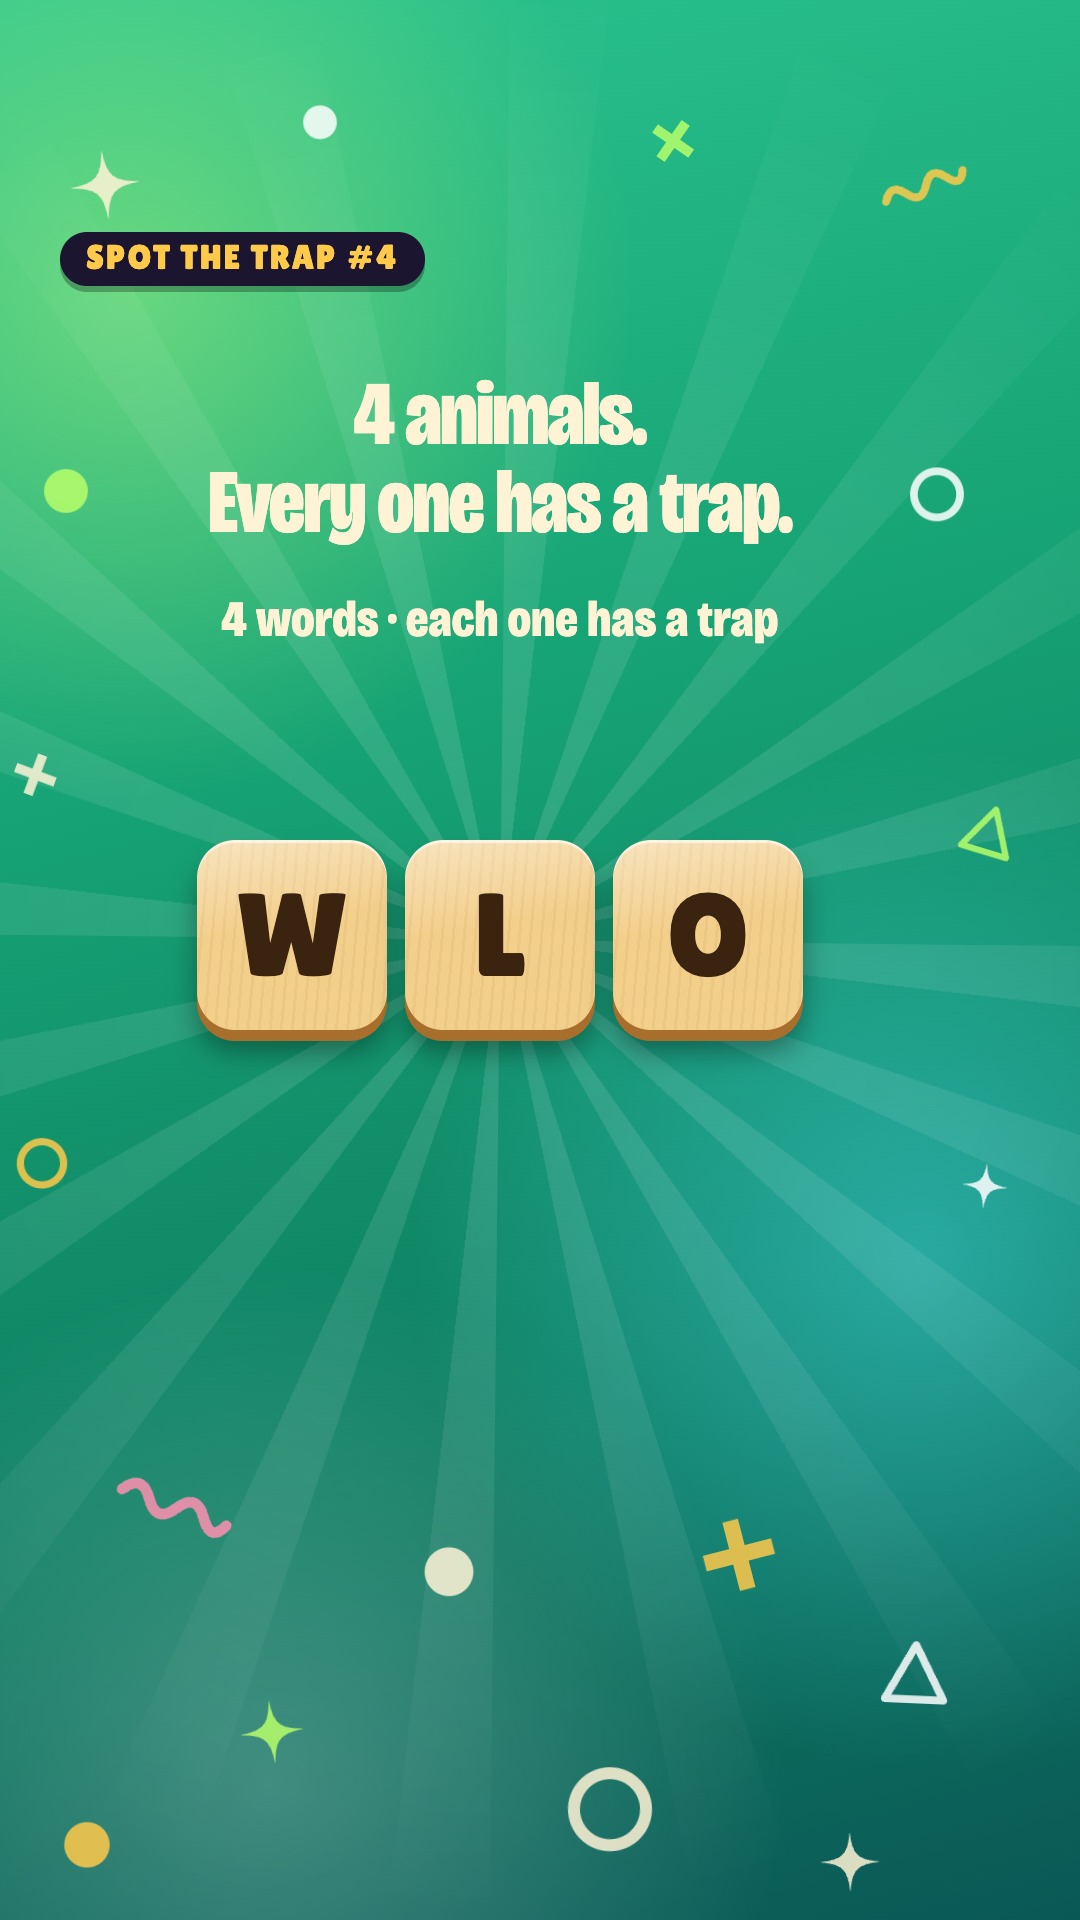 SPOT THE TRAP #4
4 animals.
Every one has a trap.
4 words · each one has a trap
W L O